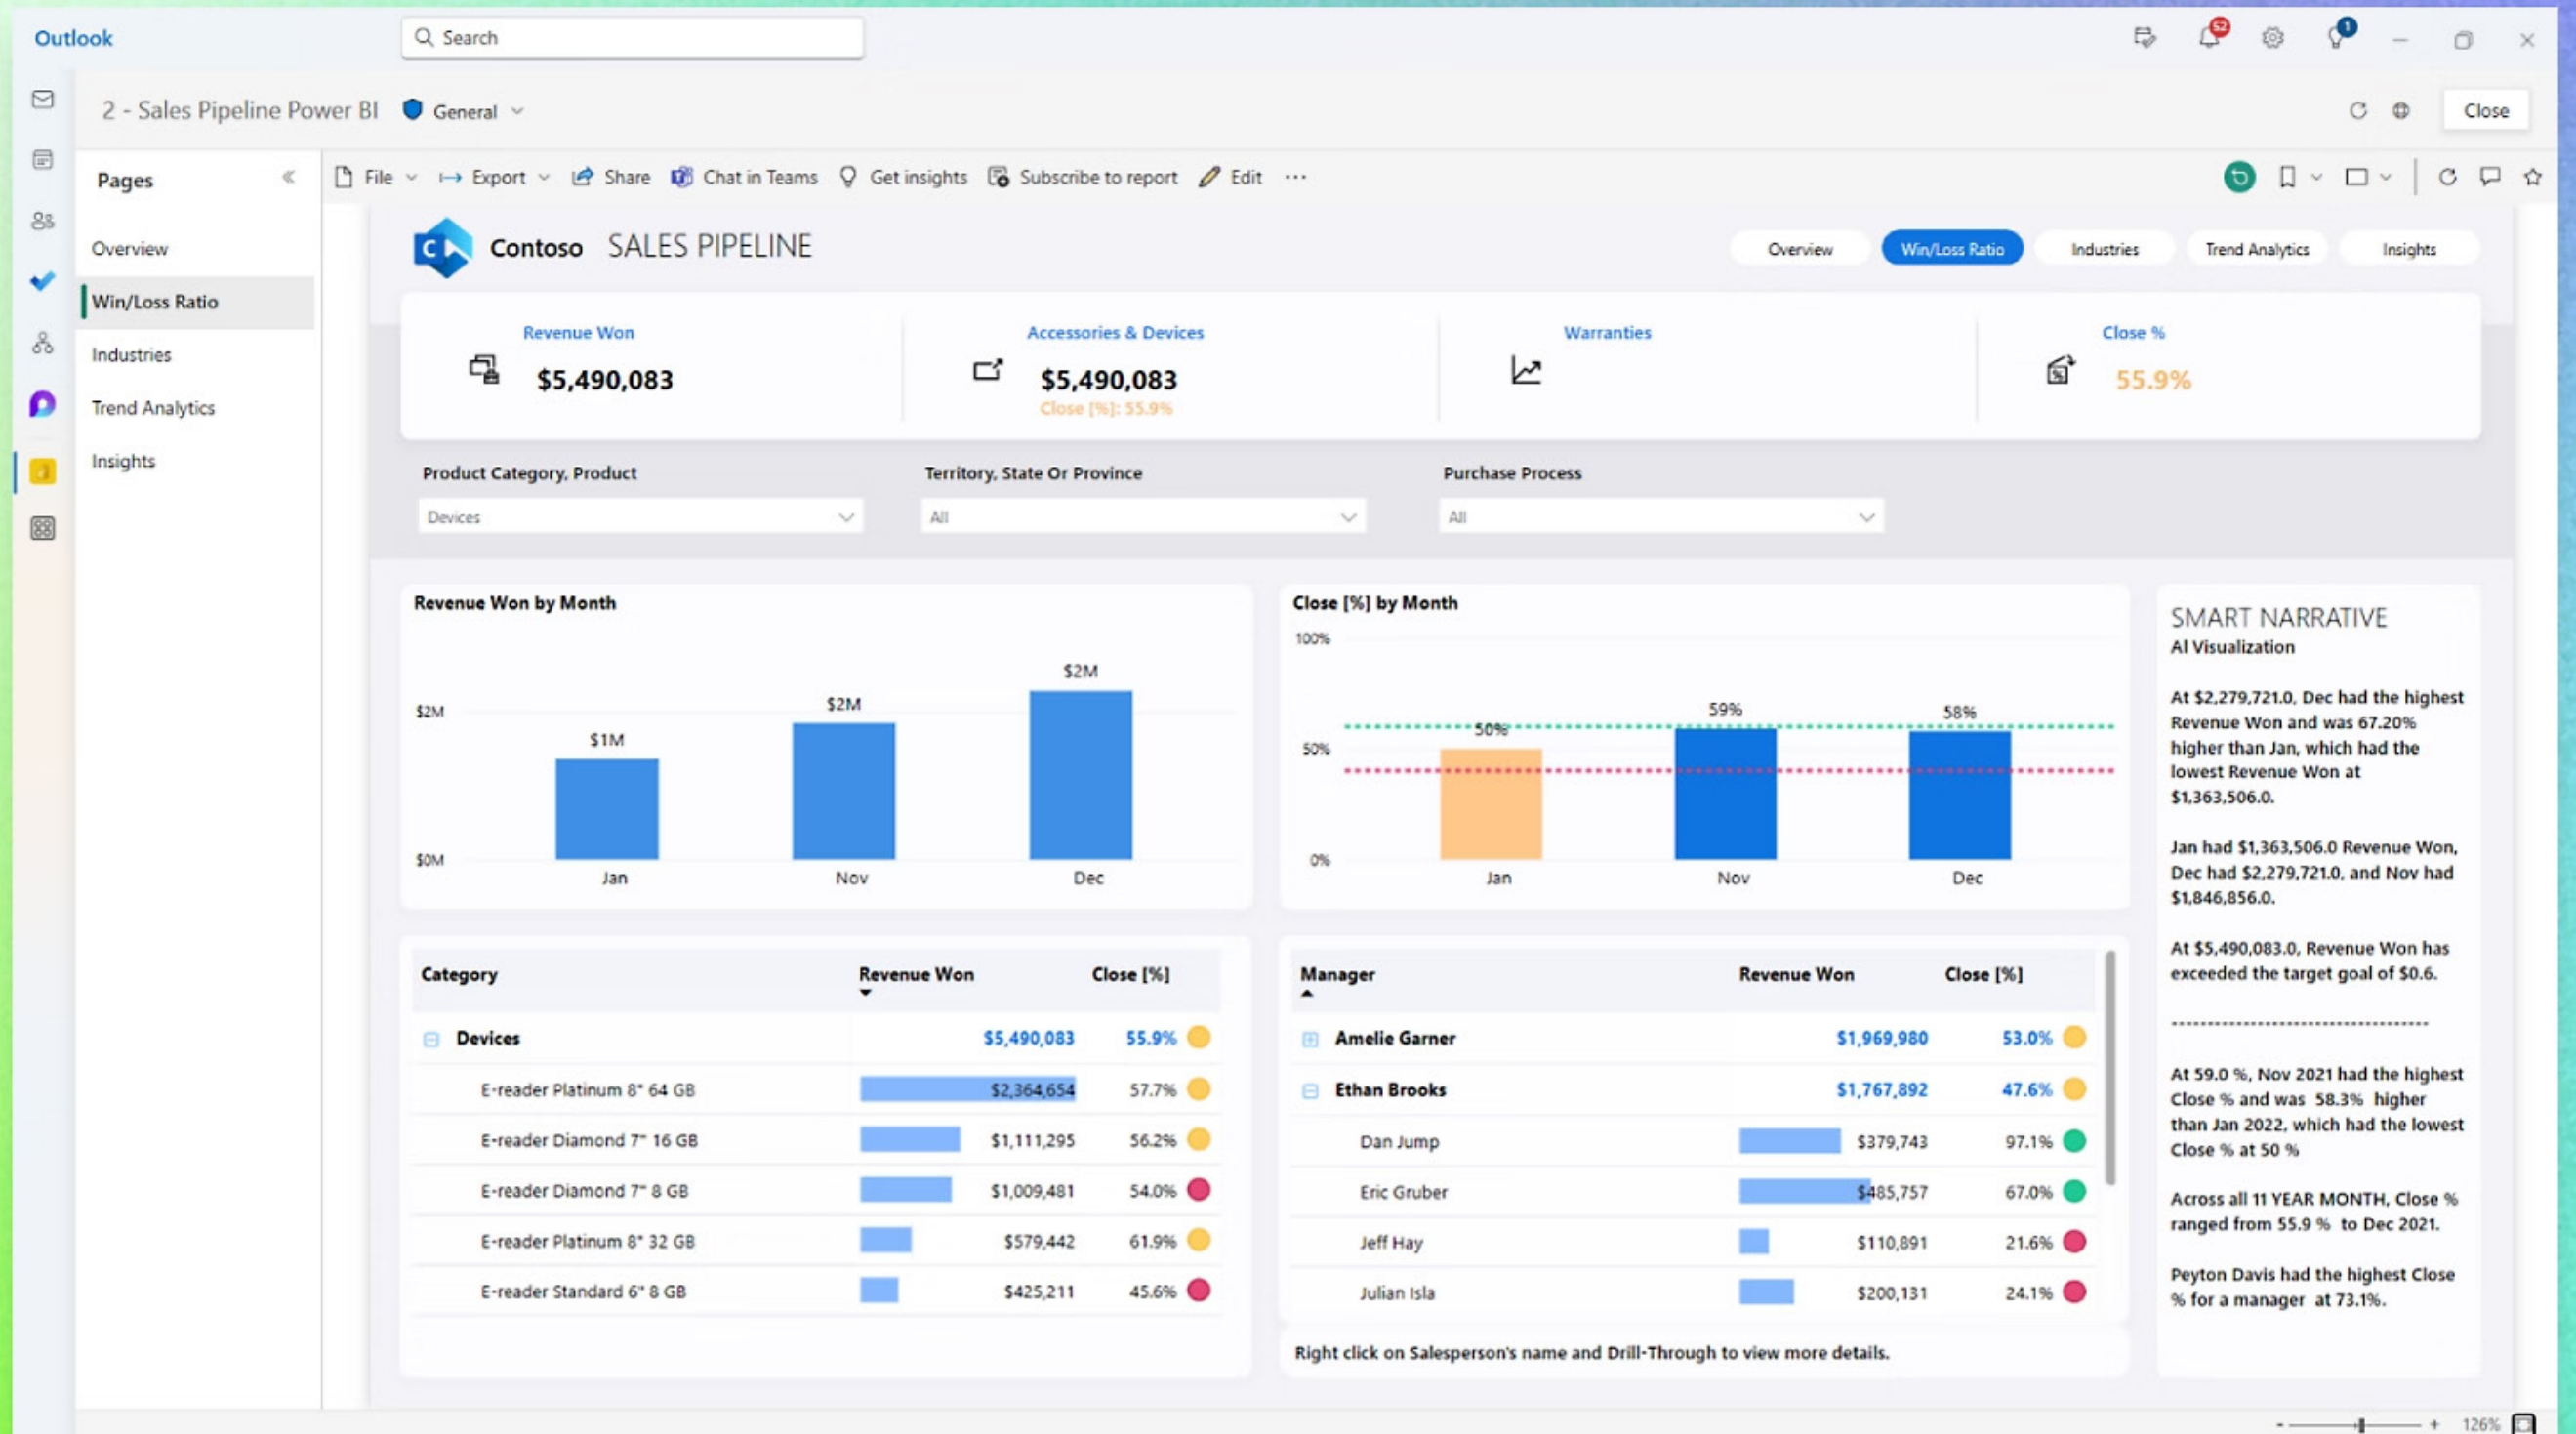 Outlook
Search
52
1
2 - Sales Pipeline Power BI
General
Close
Pages
Overview
Win/Loss Ratio
Industries
Trend Analytics
Insights
File
Export
Share
Chat in Teams
Get insights
Subscribe to report
Edit
Contoso SALES PIPELINE
Overview
Win/Loss Ratio
Industries
Trend Analytics
Insights
Revenue Won
$5,490,083
Accessories & Devices
$5,490,083
Close [%]: 55.9%
Warranties
Close %
55.9%
Product Category, Product
Devices
Territory, State Or Province
All
Purchase Process
All
Revenue Won by Month
$2M
$0M
$1M
$2M
$2M
Jan
Nov
Dec
Close [%] by Month
100%
50%
0%
50%
59%
58%
Jan
Nov
Dec
Category Revenue Won Close [%]
Devices $5,490,083 55.9%
E-reader Platinum 8" 64 GB $2,364,654 57.7%
E-reader Diamond 7" 16 GB $1,111,295 56.2%
E-reader Diamond 7" 8 GB $1,009,481 54.0%
E-reader Platinum 8" 32 GB $579,442 61.9%
E-reader Standard 6" 8 GB $425,211 45.6%
Manager Revenue Won Close [%]
Amelie Garner $1,969,980 53.0%
Ethan Brooks $1,767,892 47.6%
Dan Jump $379,743 97.1%
Eric Gruber $485,757 67.0%
Jeff Hay $110,891 21.6%
Julian Isla $200,131 24.1%
Right click on Salesperson's name and Drill-Through to view more details.
SMART NARRATIVE
AI Visualization
At $2,279,721.0, Dec had the highest
Revenue Won and was 67.20%
higher than Jan, which had the
lowest Revenue Won at
$1,363,506.0.
Jan had $1,363,506.0 Revenue Won,
Dec had $2,279,721.0, and Nov had
$1,846,856.0.
At $5,490,083.0, Revenue Won has
exceeded the target goal of $0.6.
------------------------------------
At 59.0 %, Nov 2021 had the highest
Close % and was 58.3% higher
than Jan 2022, which had the lowest
Close % at 50 %
Across all 11 YEAR MONTH, Close %
ranged from 55.9 % to Dec 2021.
Peyton Davis had the highest Close
% for a manager at 73.1%.
- + 126%